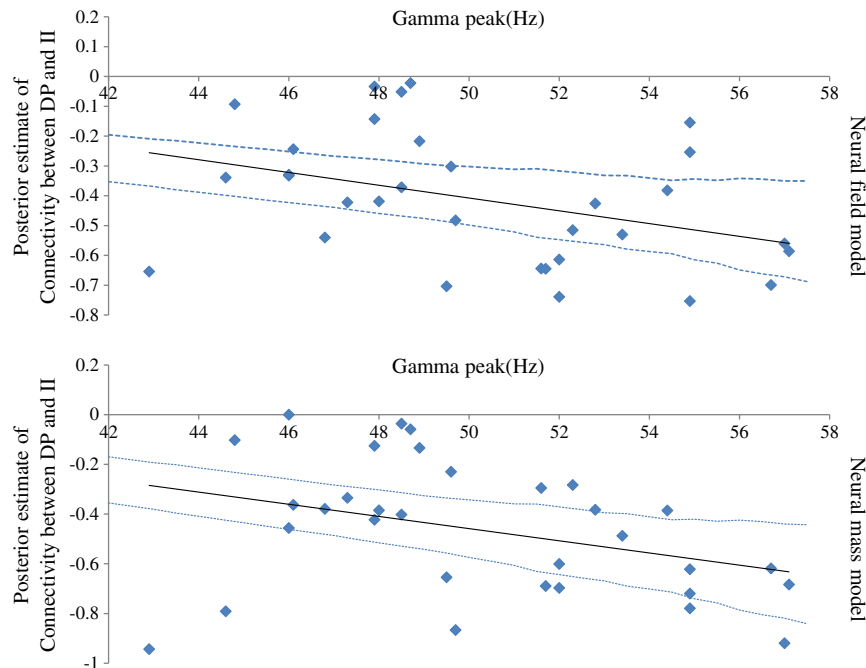 Gamma peak(Hz)
0.2
0.1
0
42 44 46 48 50 52 54 56 58
-0.1
-0.2
-0.3
-0.4
-0.5
-0.6
-0.7
-0.8
Posterior estimate of
Connectivity between DP and II
Neural field model
Gamma peak(Hz)
0.2
0
42 44 46 48 50 52 54 56 58
-0.2
-0.4
-0.6
-0.8
-1
Posterior estimate of
Connectivity between DP and II
Neural mass model